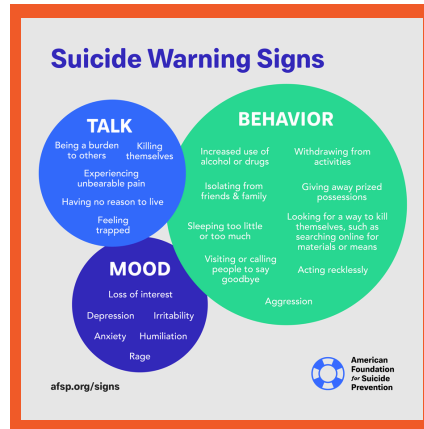 Suicide Warning Signs
TALK
Being a burden
to others
Killing
themselves
Experiencing
unbearable pain
Having no reason to live
Feeling
trapped
BEHAVIOR
Increased use of
alcohol or drugs
Withdrawing from
activities
Isolating from
friends & family
Giving away prized
possessions
Sleeping too little
or too much
Looking for a way to kill
themselves, such as
searching online for
materials or means
Visiting or calling
people to say
goodbye
Acting recklessly
Aggression
MOOD
Loss of interest
Depression
Irritability
Anxiety
Humiliation
Rage
afsp.org/signs
American
Foundation
for Suicide
Prevention